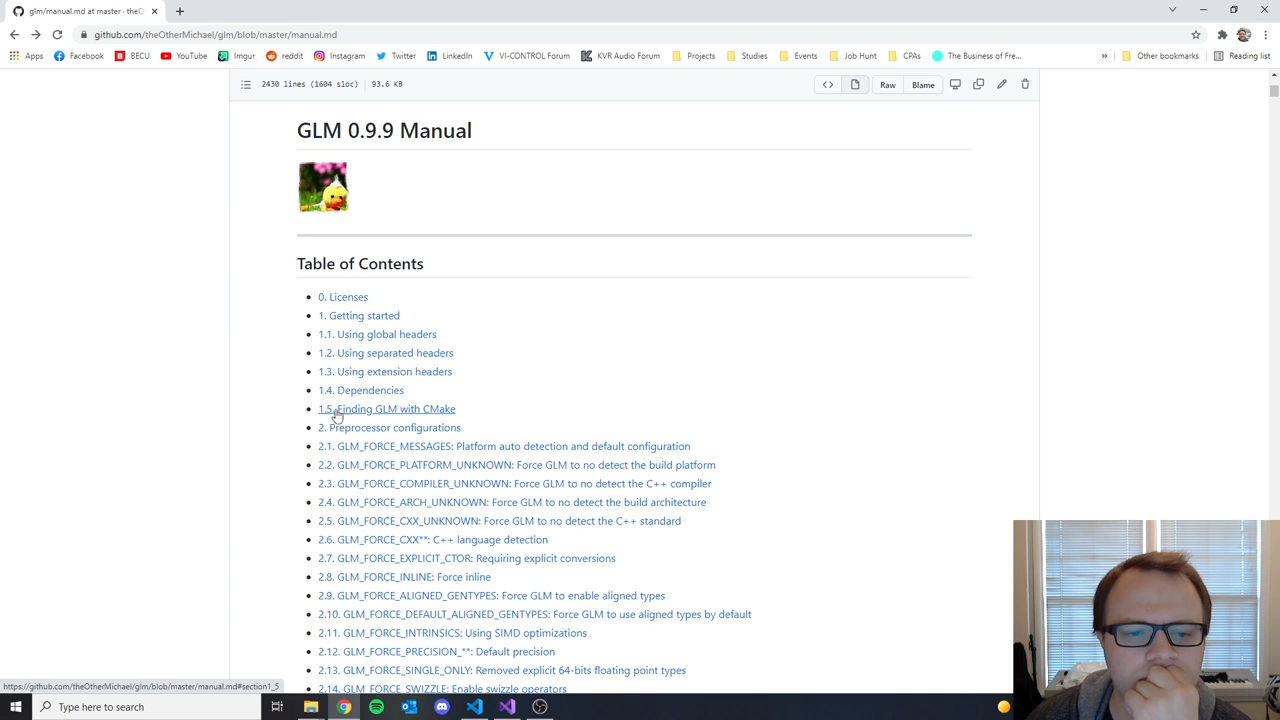 glm/manual.md at master · theO
github.com/theOtherMichael/glm/blob/master/manual.md
Apps Facebook BECU YouTube Imgur reddit Instagram Twitter LinkedIn VI-CONTROL Forum KVR Audio Forum Projects Studies Events Job Hunt CPAs The Business of Fre... » Other bookmarks Reading list
2430 lines (1604 sloc) 93.6 KB Raw Blame
GLM 0.9.9 Manual
Table of Contents
0. Licenses
1. Getting started
1.1. Using global headers
1.2. Using separated headers
1.3. Using extension headers
1.4. Dependencies
1.5. Finding GLM with CMake
2. Preprocessor configurations
2.1. GLM_FORCE_MESSAGES: Platform auto detection and default configuration
2.2. GLM_FORCE_PLATFORM_UNKNOWN: Force GLM to no detect the build platform
2.3. GLM_FORCE_COMPILER_UNKNOWN: Force GLM to no detect the C++ compiler
2.4. GLM_FORCE_ARCH_UNKNOWN: Force GLM to no detect the build architecture
2.5. GLM_FORCE_CXX_UNKNOWN: Force GLM to no detect the C++ standard
2.6. GLM_FORCE_CXX**: C++ language detection
2.7. GLM_FORCE_EXPLICIT_CTOR: Requiring explicit conversions
2.8. GLM_FORCE_INLINE: Force inline
2.9. GLM_FORCE_ALIGNED_GENTYPES: Force GLM to enable aligned types
2.10. GLM_FORCE_DEFAULT_ALIGNED_GENTYPES: Force GLM to use aligned types by default
2.11. GLM_FORCE_INTRINSICS: Using SIMD optimizations
2.12. GLM_FORCE_PRECISION_**: Default precision
2.13. GLM_FORCE_SINGLE_ONLY: Removed explicit 64-bits floating point types
2.14. GLM_FORCE_SWIZZLE: Enable swizzle operators
https://github.com/theOtherMichael/glm/blob/master/manual.md#section1_5
Type here to search